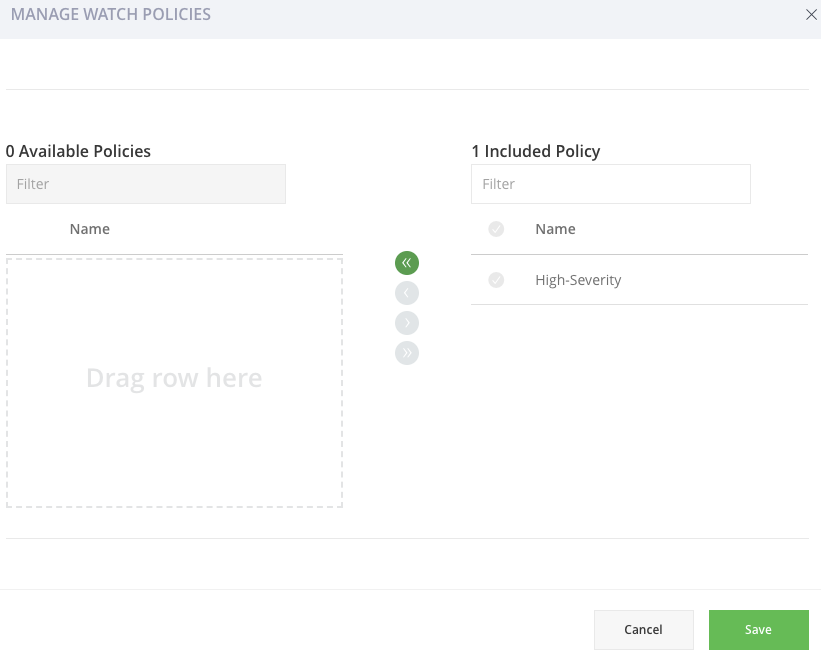 MANAGE WATCH POLICIES
0 Available Policies
Filter
Name
Drag row here
1 Included Policy
Filter
Name
High-Severity
Cancel
Save